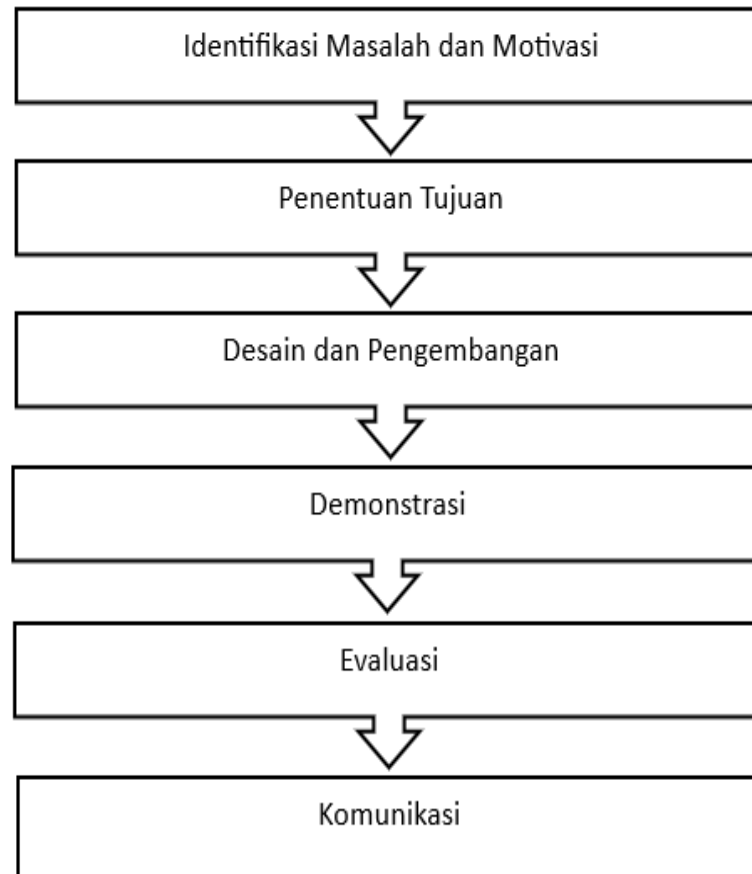 Identifikasi Masalah dan Motivasi
Penentuan Tujuan
Desain dan Pengembangan
Demonstrasi
Evaluasi
Komunikasi